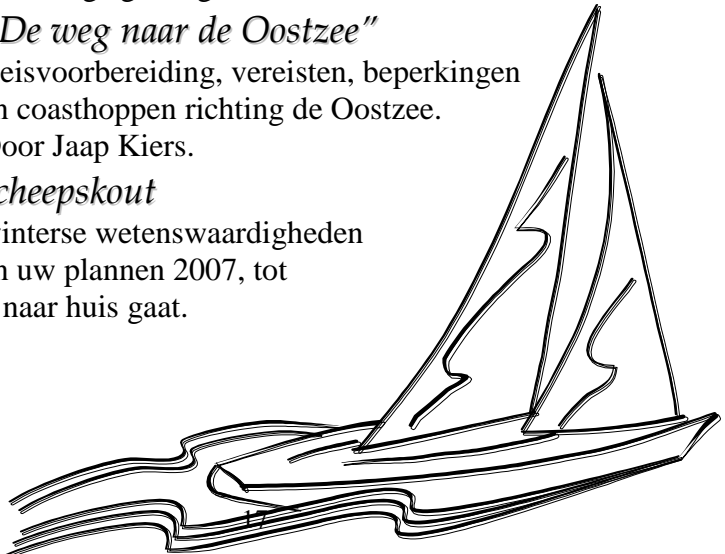 De weg naar de Oostzee”
eisvoorbereiding, vereisten, beperkingen
n coasthoppen richting de Oostzee.
oor Jaap Kiers.
cheepskout
interse wetenswaardigheden
n uw plannen 2007, tot
naar huis gaat.
17